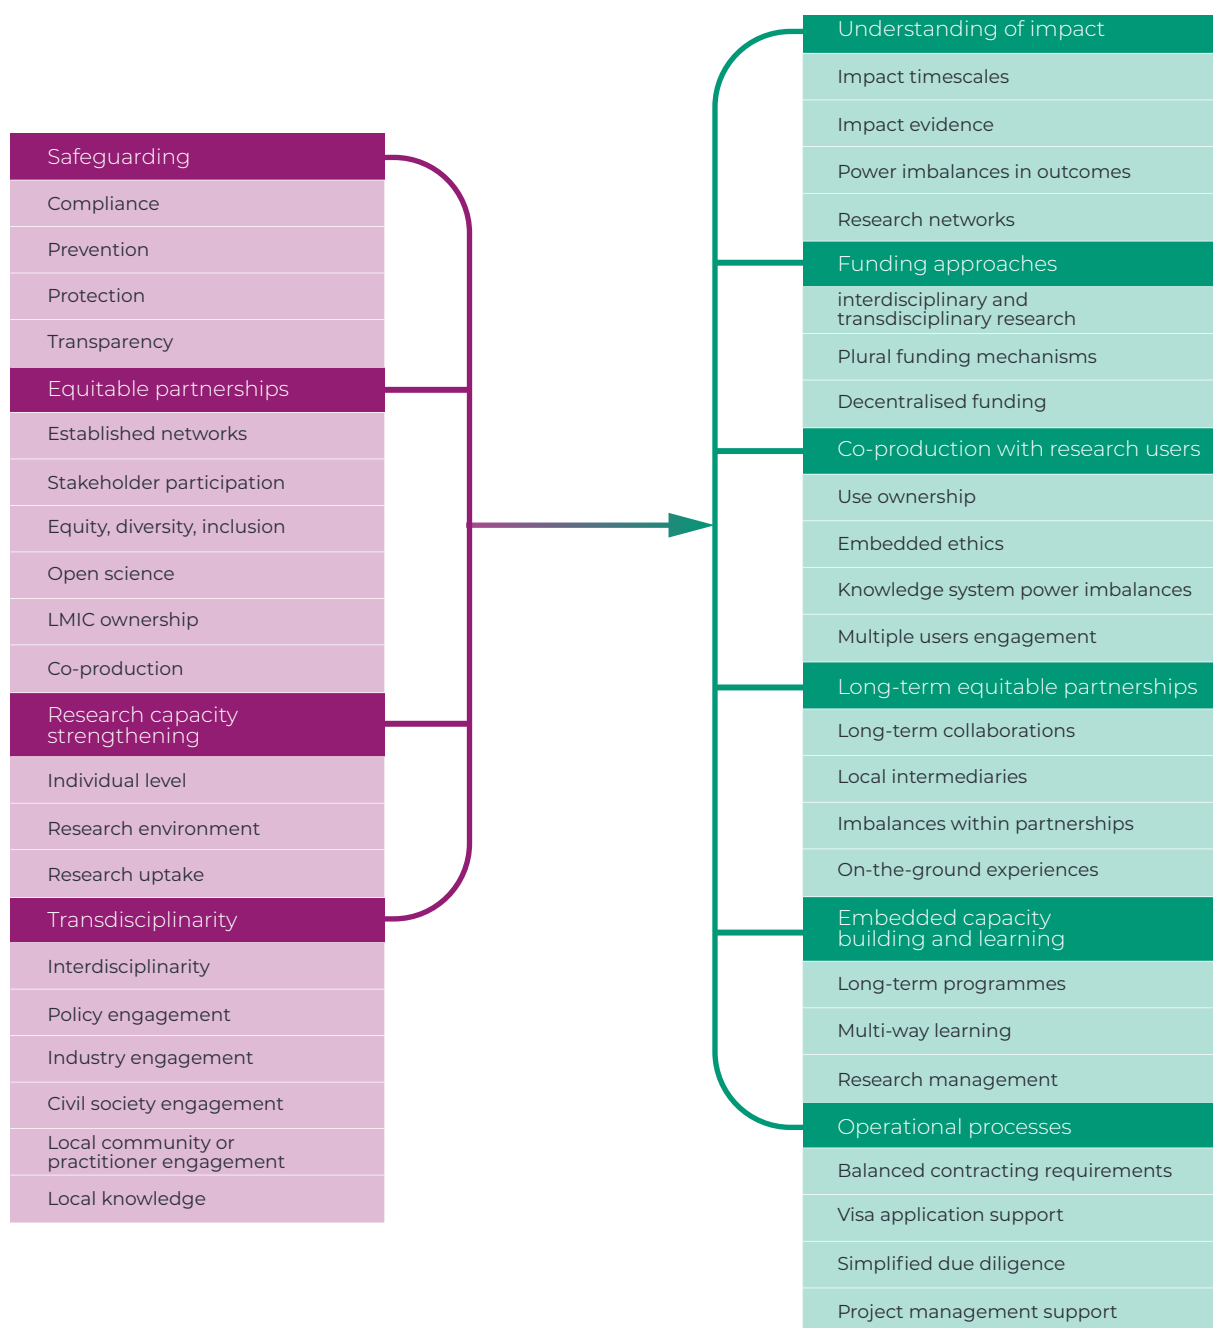 Safeguarding
Compliance
Prevention
Protection
Transparency
Equitable partnerships
Established networks
Stakeholder participation
Equity, diversity, inclusion
Open science
LMIC ownership
Co-production
Research capacity
strengthening
Individual level
Research environment
Research uptake
Transdisciplinarity
Interdisciplinarity
Policy engagement
Industry engagement
Civil society engagement
Local community or
practitioner engagement
Local knowledge
Understanding of impact
Impact timescales
Impact evidence
Power imbalances in outcomes
Research networks
Funding approaches
interdisciplinary and
transdisciplinary research
Plural funding mechanisms
Decentralised funding
Co-production with research users
Use ownership
Embedded ethics
Knowledge system power imbalances
Multiple users engagement
Long-term equitable partnerships
Long-term collaborations
Local intermediaries
Imbalances within partnerships
On-the-ground experiences
Embedded capacity
building and learning
Long-term programmes
Multi-way learning
Research management
Operational processes
Balanced contracting requirements
Visa application support
Simplified due diligence
Project management support